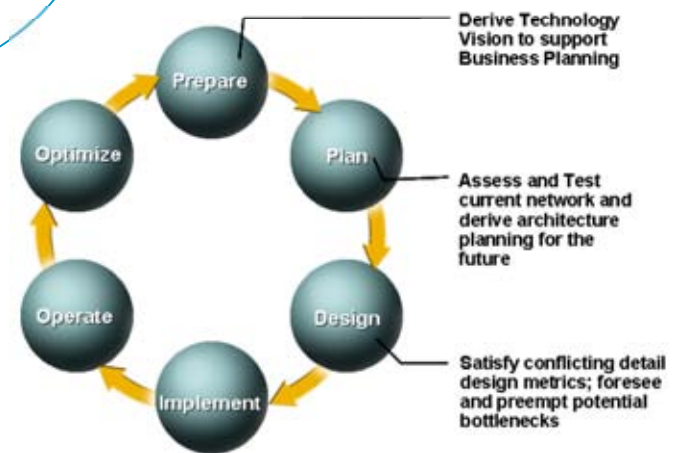 Derive Technology
Vision to support
Business Planning
Prepare
Optimize
Plan
Assess and Test
current network and
derive architecture
planning for the
future
Operate
Design
Satisfy conflicting detail
design metrics; foresee
and preempt potential
bottlenecks
Implement